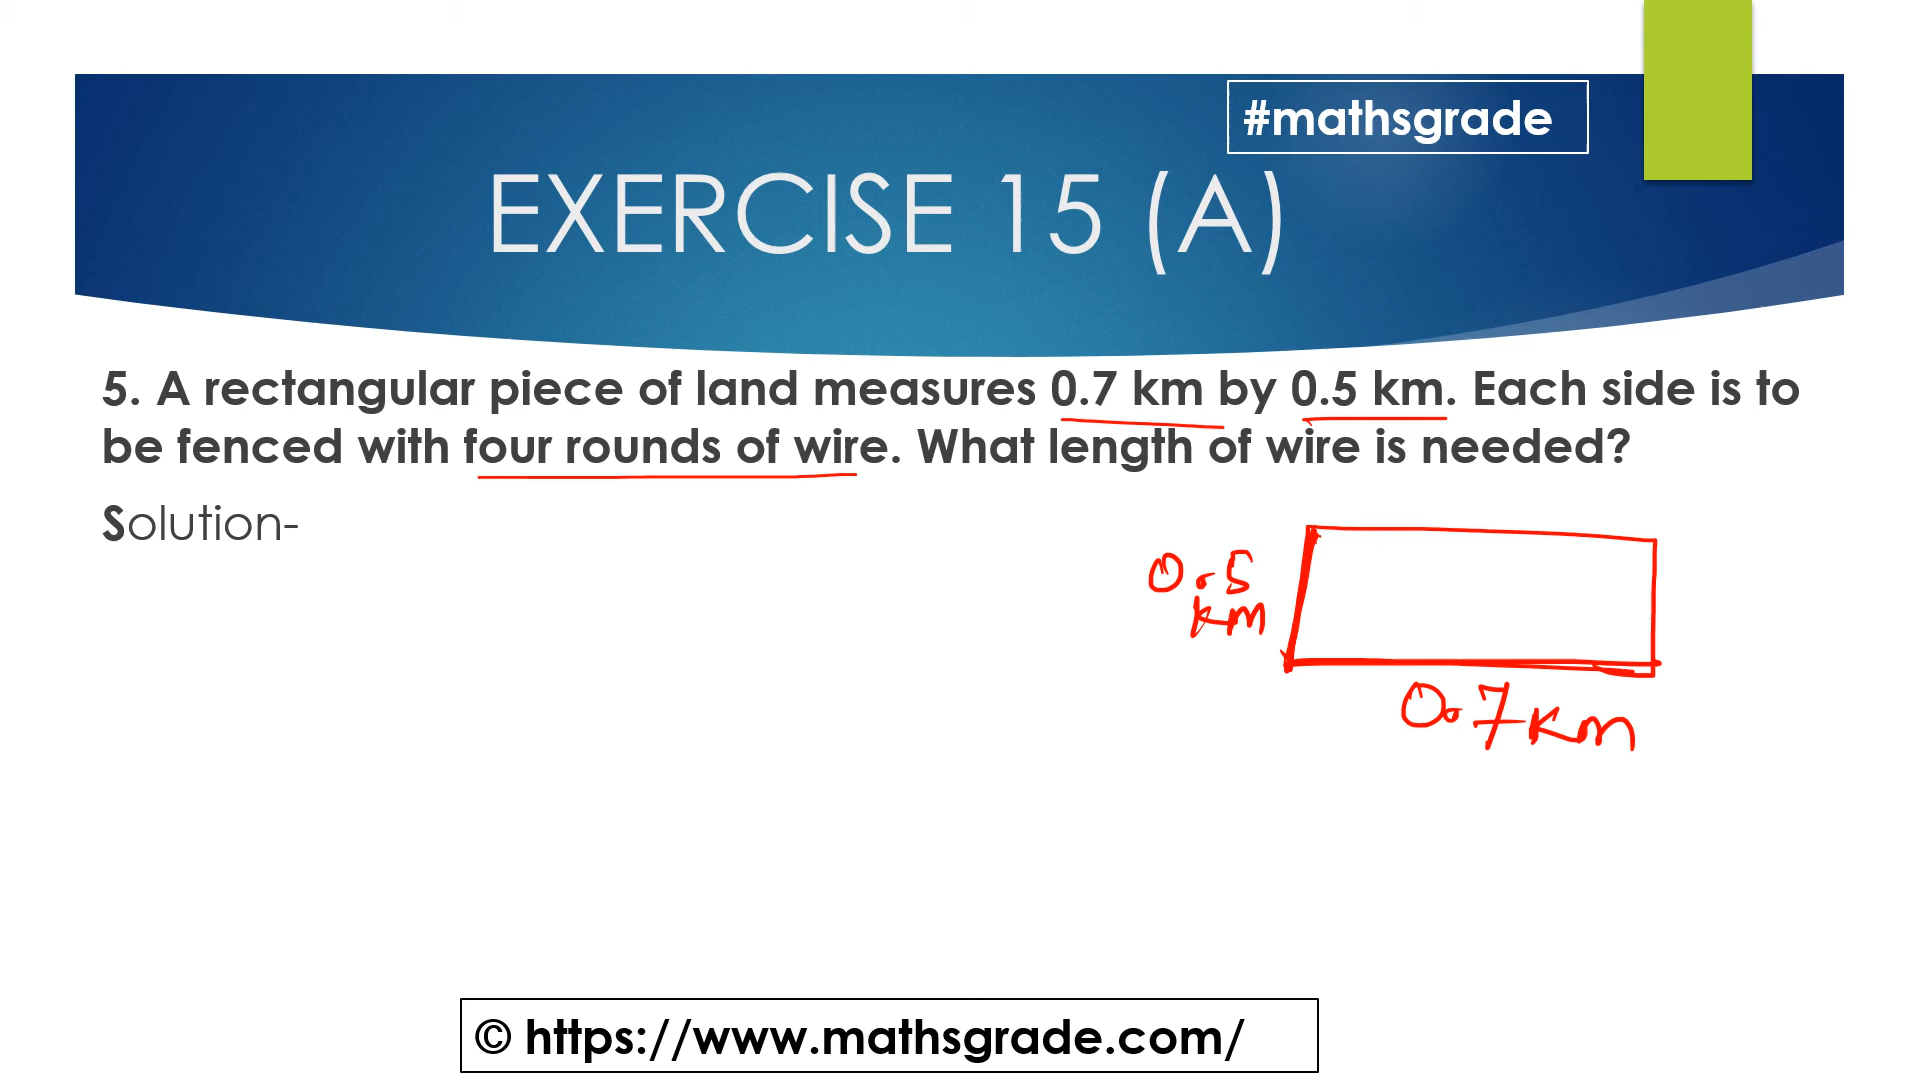 #mathsgrade
EXERCISE 15 (A)
5. A rectangular piece of land measures 0.7 km by 0.5 km. Each side is to
be fenced with four rounds of wire. What length of wire is needed?
Solution-
0.5
km
0.7km
© https://www.mathsgrade.com/